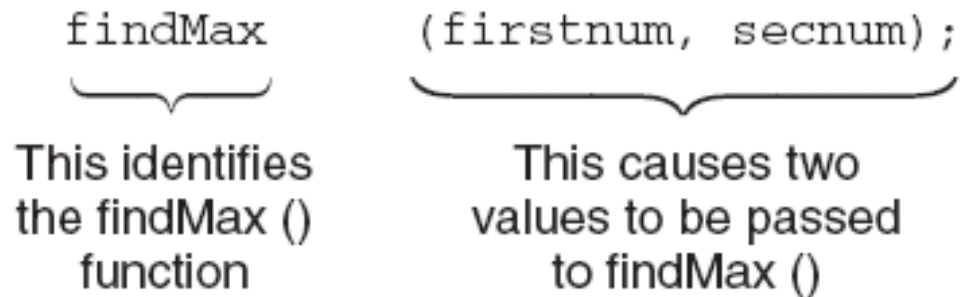 findMax (firstnum, secnum);
This identifies
the findMax ()
function
This causes two
values to be passed
to findMax ()